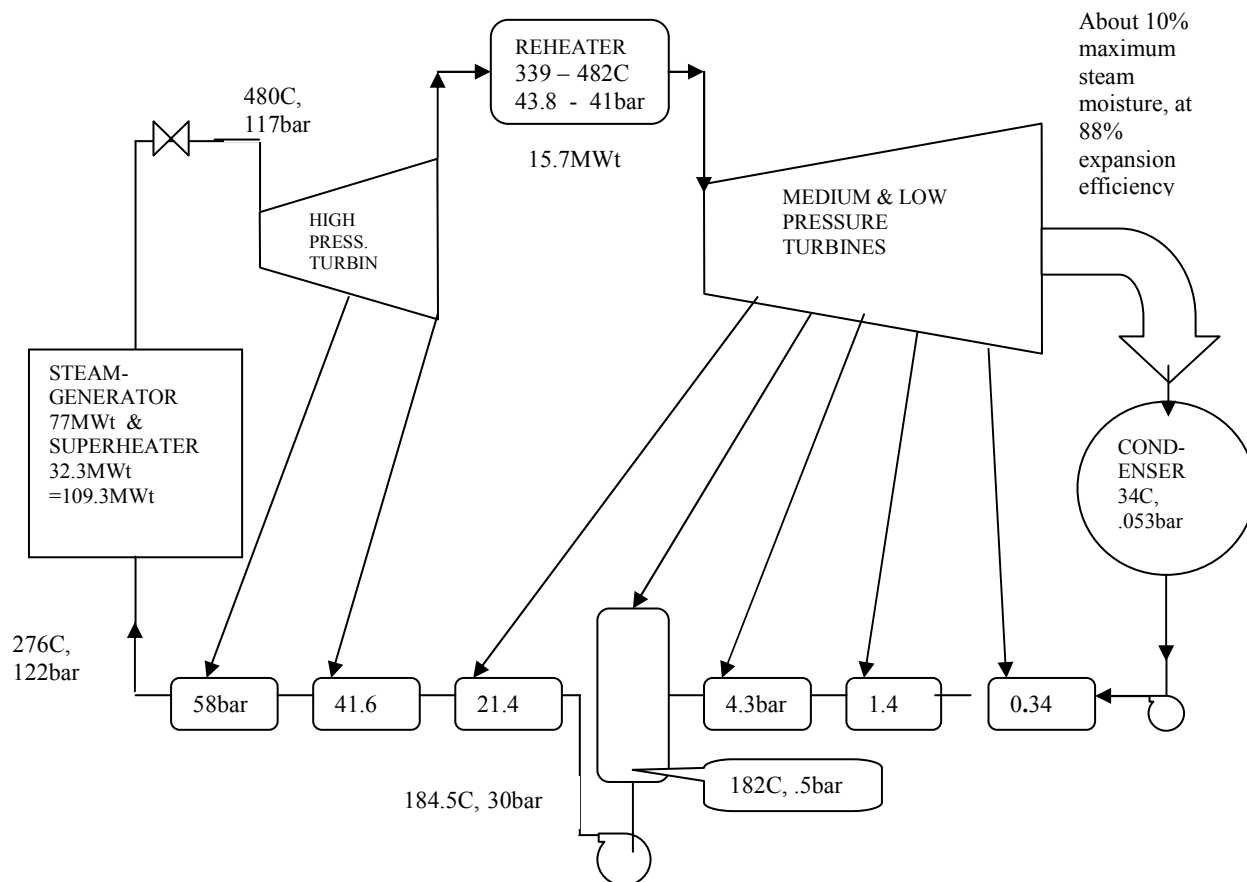 About 10%
maximum
steam
moisture, at
88%
expansion
efficiency
REHEATER
339 – 482C
43.8 - 41bar
15.7MWt
480C,
117bar
HIGH
PRESS.
TURBIN
MEDIUM & LOW
PRESSURE
TURBINES
STEAM-
GENERATOR
77MWt &
SUPERHEATER
32.3MWt
=109.3MWt
COND-
ENSER
34C,
.053bar
276C,
122bar
58bar
41.6
21.4
4.3bar
1.4
0.34
184.5C, 30bar
182C, .5bar